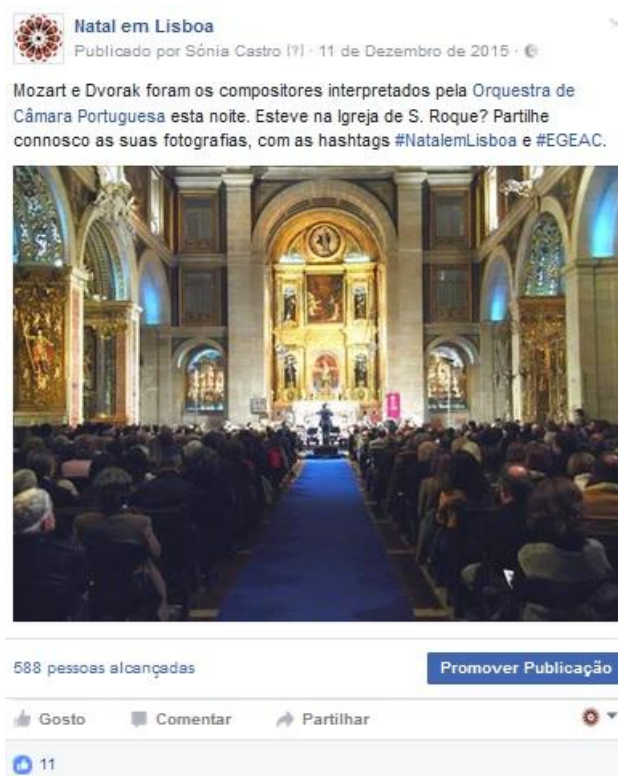 Natal em Lisboa
Publicado por Sónia Castro [?] · 11 de Dezembro de 2015 ·
Mozart e Dvorak foram os compositores interpretados pela Orquestra de
Câmara Portuguesa esta noite. Esteve na Igreja de S. Roque? Partilhe
connosco as suas fotografias, com as hashtags #NatalemLisboa e #EGEAC.
588 pessoas alcançadas
Promover Publicação
Gosto Comentar Partilhar
11